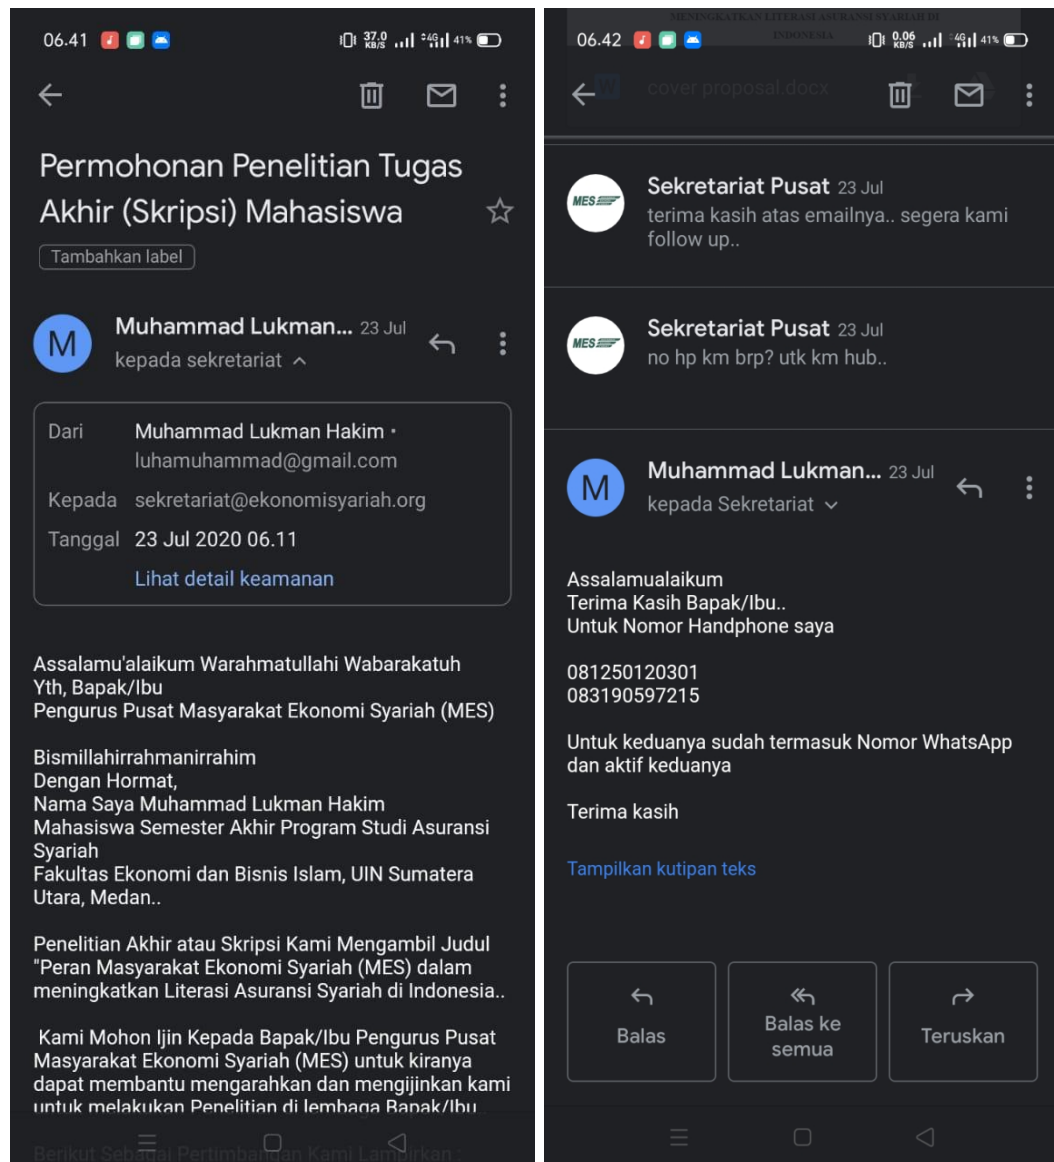 06.41
37.0
KB/S
4G
41%
Permohonan Penelitian Tugas
Akhir (Skripsi) Mahasiswa
Tambahkan label
M
Muhammad Lukman... 23 Jul
kepada sekretariat
Dari Muhammad Lukman Hakim •
luhamuhammad@gmail.com
Kepada sekretariat@ekonomisyariah.org
Tanggal 23 Jul 2020 06.11
Lihat detail keamanan
Assalamu'alaikum Warahmatullahi Wabarakatuh
Yth, Bapak/Ibu
Pengurus Pusat Masyarakat Ekonomi Syariah (MES)
Bismillahirrahmanirrahim
Dengan Hormat,
Nama Saya Muhammad Lukman Hakim
Mahasiswa Semester Akhir Program Studi Asuransi
Syariah
Fakultas Ekonomi dan Bisnis Islam, UIN Sumatera
Utara, Medan..
Penelitian Akhir atau Skripsi Kami Mengambil Judul
"Peran Masyarakat Ekonomi Syariah (MES) dalam
meningkatkan Literasi Asuransi Syariah di Indonesia..
Kami Mohon Ijin Kepada Bapak/Ibu Pengurus Pusat
Masyarakat Ekonomi Syariah (MES) untuk kiranya
dapat membantu mengarahkan dan mengijinkan kami
untuk melakukan Penelitian di lembaga Bapak/Ibu
Berikut Sebagai Pertimbangan Kami Lampirkan :
MENINGKATKAN LITERASI ASURANSI SYARIAH DI
INDONESIA
06.42
0.06
KB/S
4G
41%
W
cover proposal.docx
MES
Sekretariat Pusat 23 Jul
terima kasih atas emailnya.. segera kami
follow up..
MES
Sekretariat Pusat 23 Jul
no hp km brp? utk km hub..
M
Muhammad Lukman... 23 Jul
kepada Sekretariat
Assalamualaikum
Terima Kasih Bapak/Ibu..
Untuk Nomor Handphone saya
081250120301
083190597215
Untuk keduanya sudah termasuk Nomor WhatsApp
dan aktif keduanya
Terima kasih
Tampilkan kutipan teks
Balas
Balas ke
semua
Teruskan